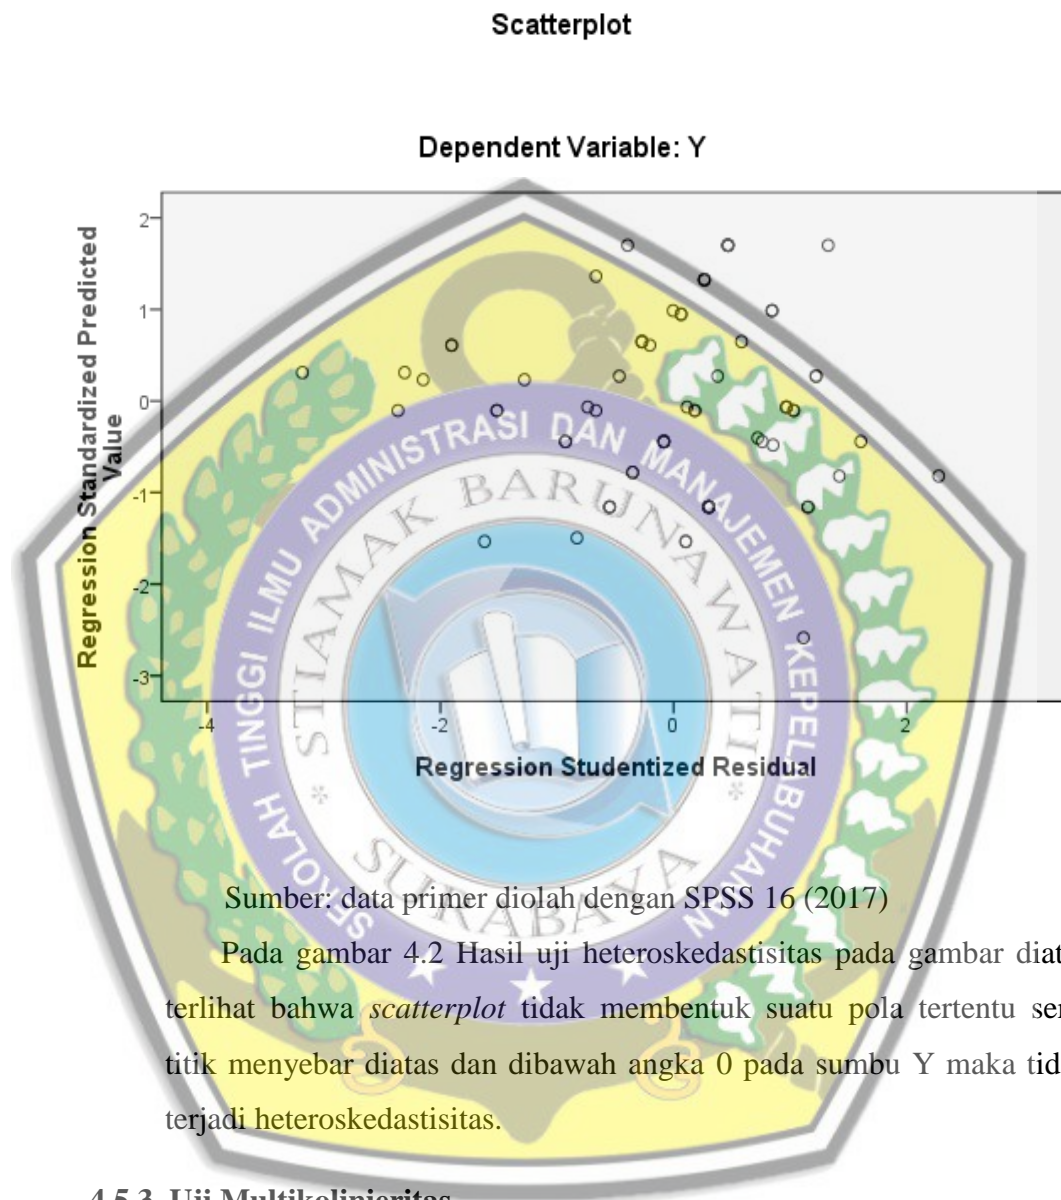 Scatterplot
Dependent Variable: Y
Regression Standardized Predicted
Value
2
1
0
-1
-2
-3
-4
-2
0
2
Regression Studentized Residual
SEKOLAH TINGGI ILMU ADMINISTRASI DAN MANAJEMEN KEPELABUHANAN
* STIAMAK BARUNAWATI *
SURABAYA
Sumber: data primer diolah dengan SPSS 16 (2017)
Pada gambar 4.2 Hasil uji heteroskedastisitas pada gambar diat
terlihat bahwa scatterplot tidak membentuk suatu pola tertentu ser
titik menyebar diatas dan dibawah angka 0 pada sumbu Y maka tid
terjadi heteroskedastisitas.
4.5.3 Uji Multikolinieritas